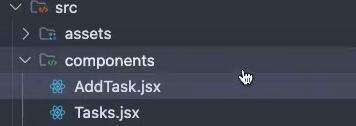 src
assets
components
AddTask.jsx
Tasks.jsx